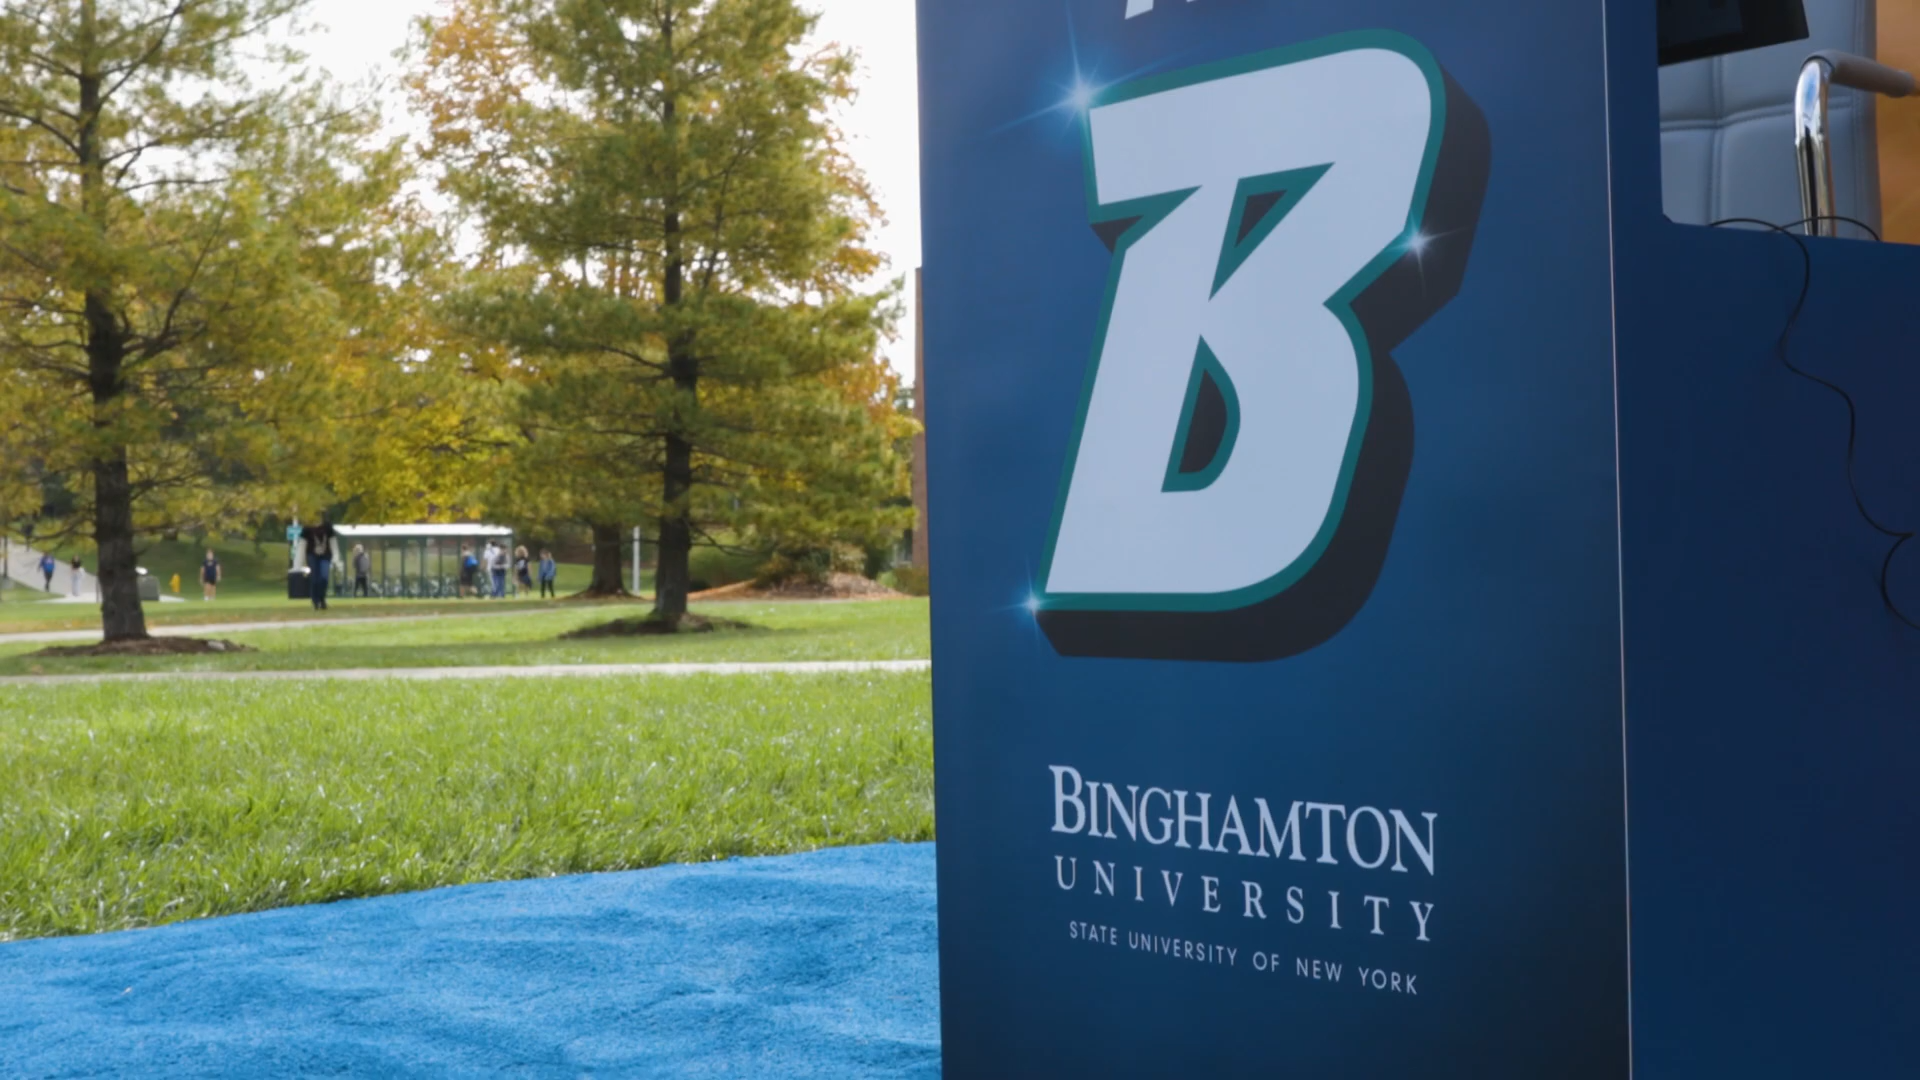 B
BINGHAMTON
UNIVERSITY
STATE UNIVERSITY OF NEW YORK